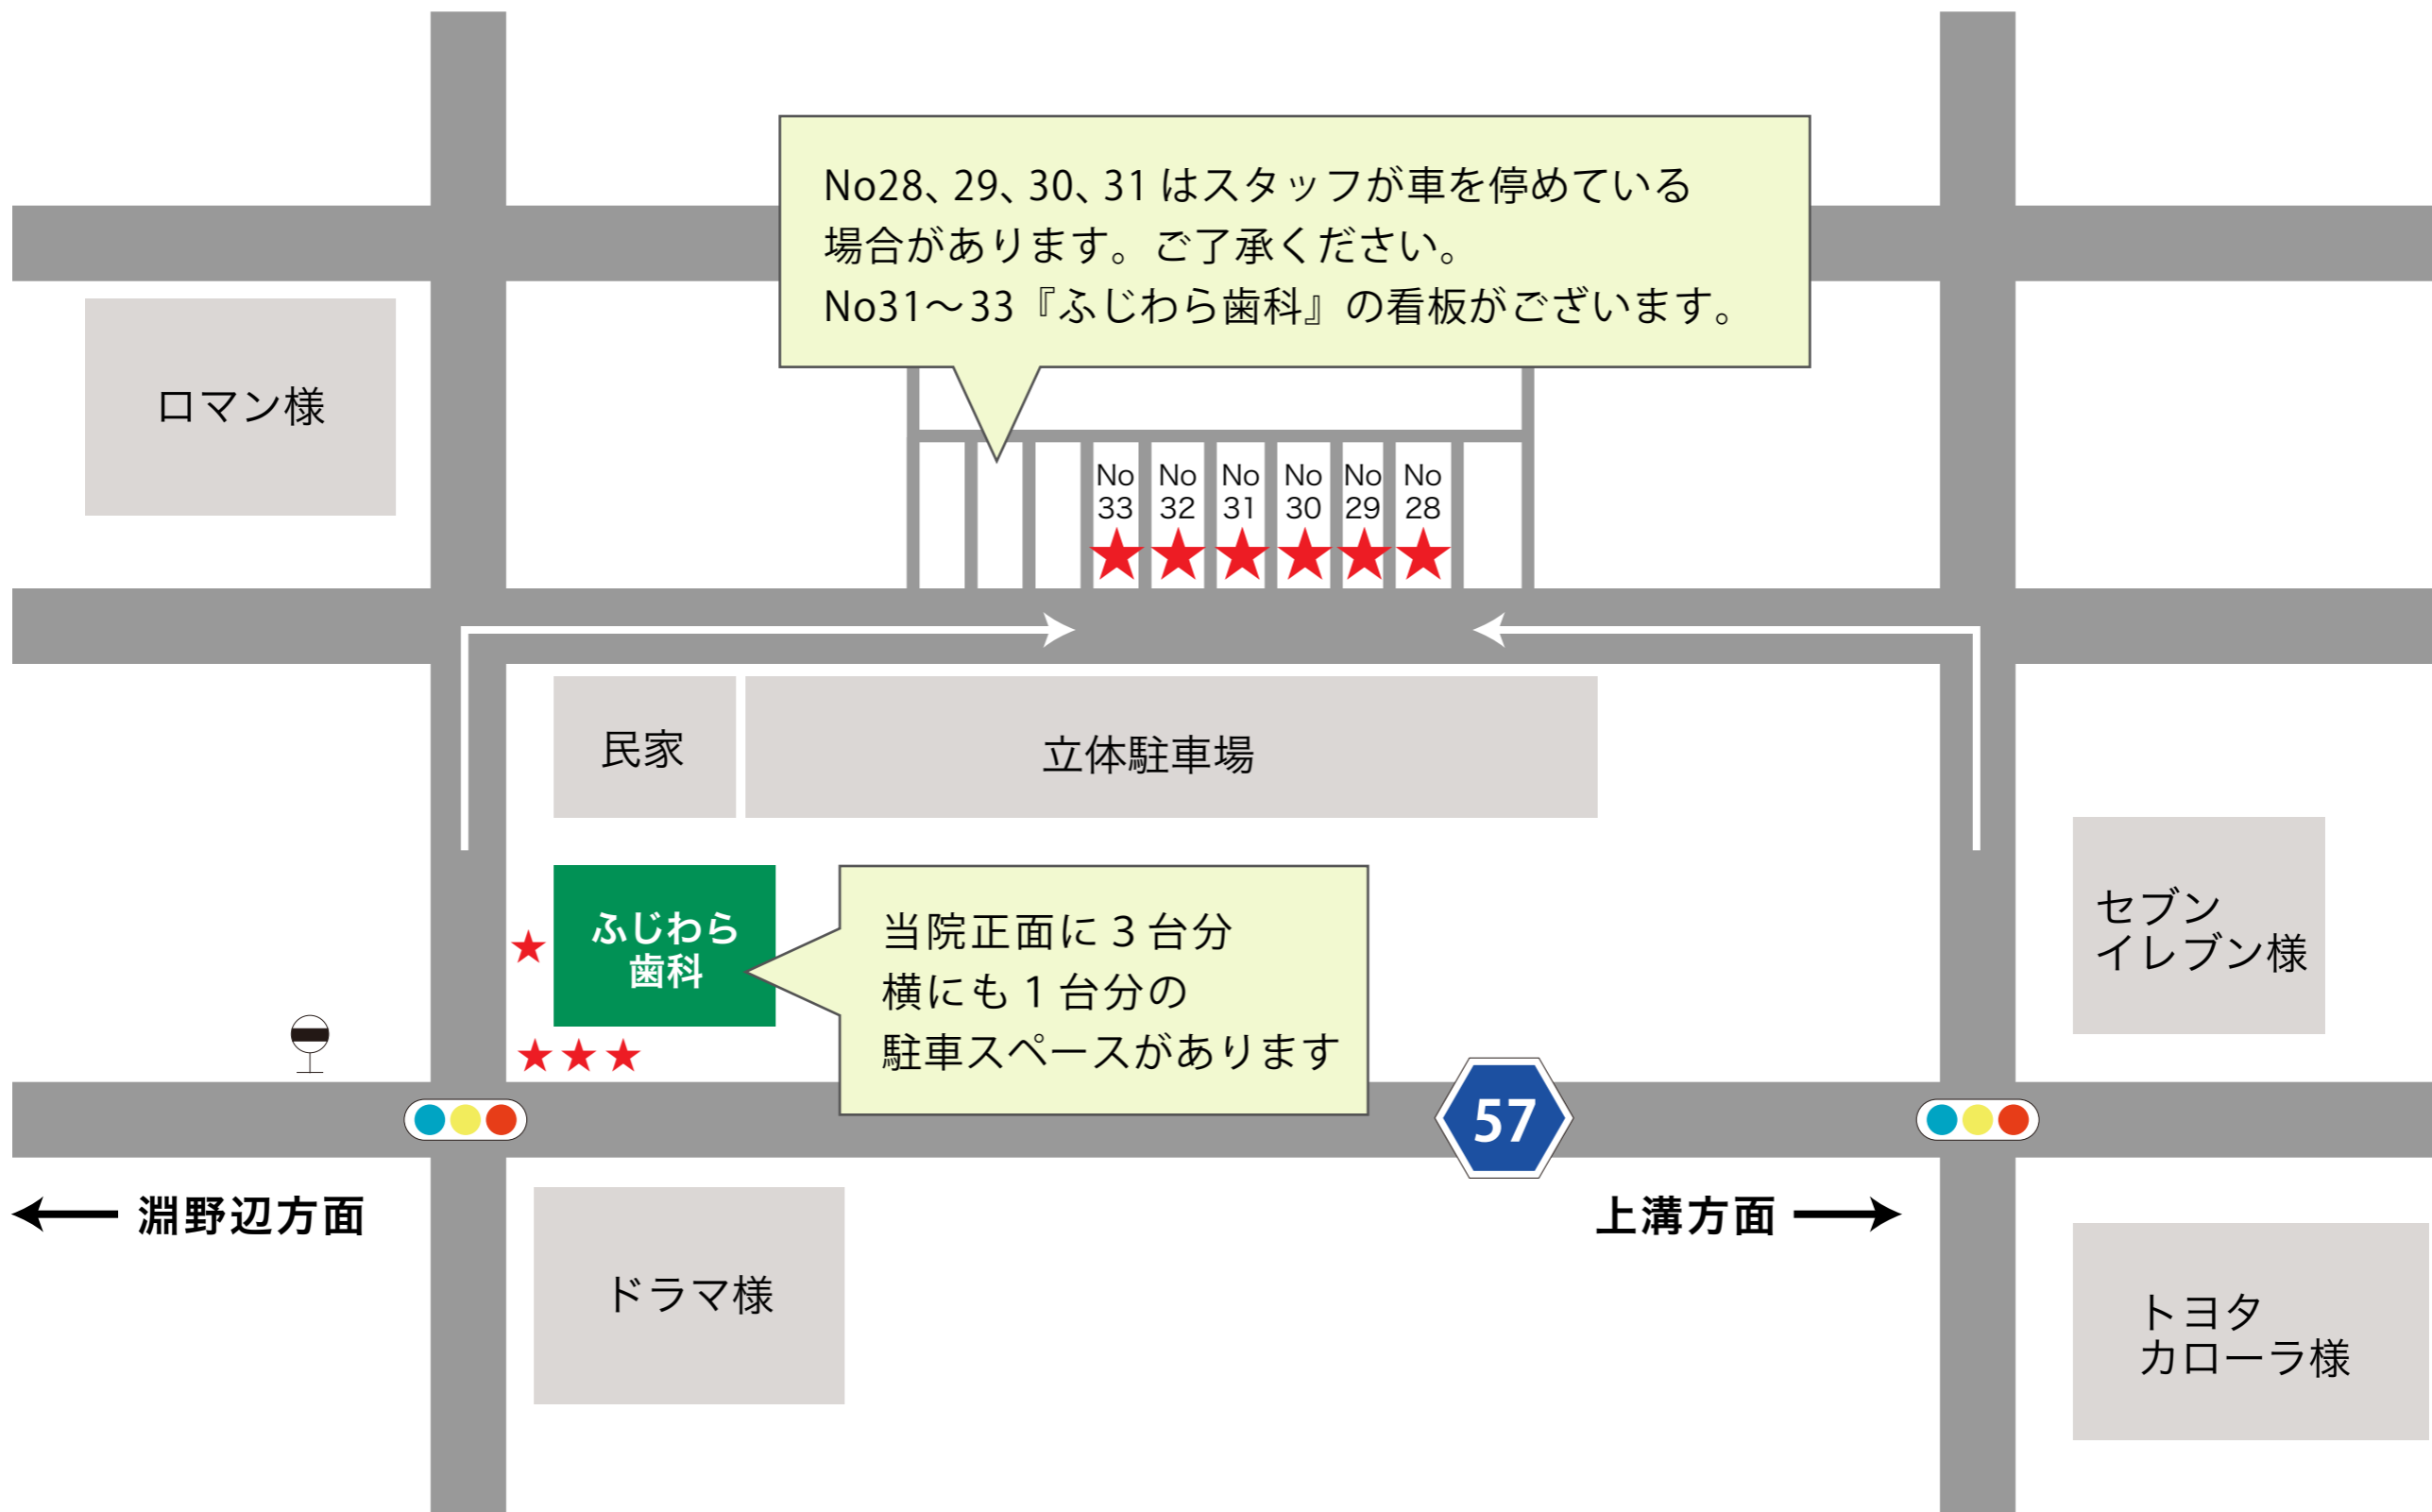 No28、29、30、31 はスタッフが車を停めている
場合があります。ご了承ください。
No31～33『ふじわら歯科』の看板がございます。
ロマン様
No
33
No
32
No
31
No
30
No
29
No
28
民家
立体駐車場
ふじわら
歯科
当院正面に 3 台分
横にも 1 台分の
駐車スペースがあります
セブン
イレブン様
57
淵野辺方面
上溝方面
ドラマ様
トヨタ
カローラ様